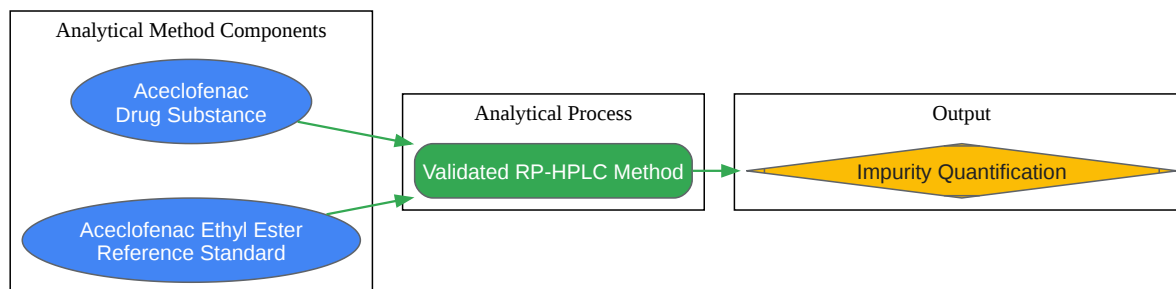 Analytical Method Components
Aceclofenac
Drug Substance
Aceclofenac Ethyl Ester
Reference Standard
Analytical Process
Validated RP-HPLC Method
Output
Impurity Quantification